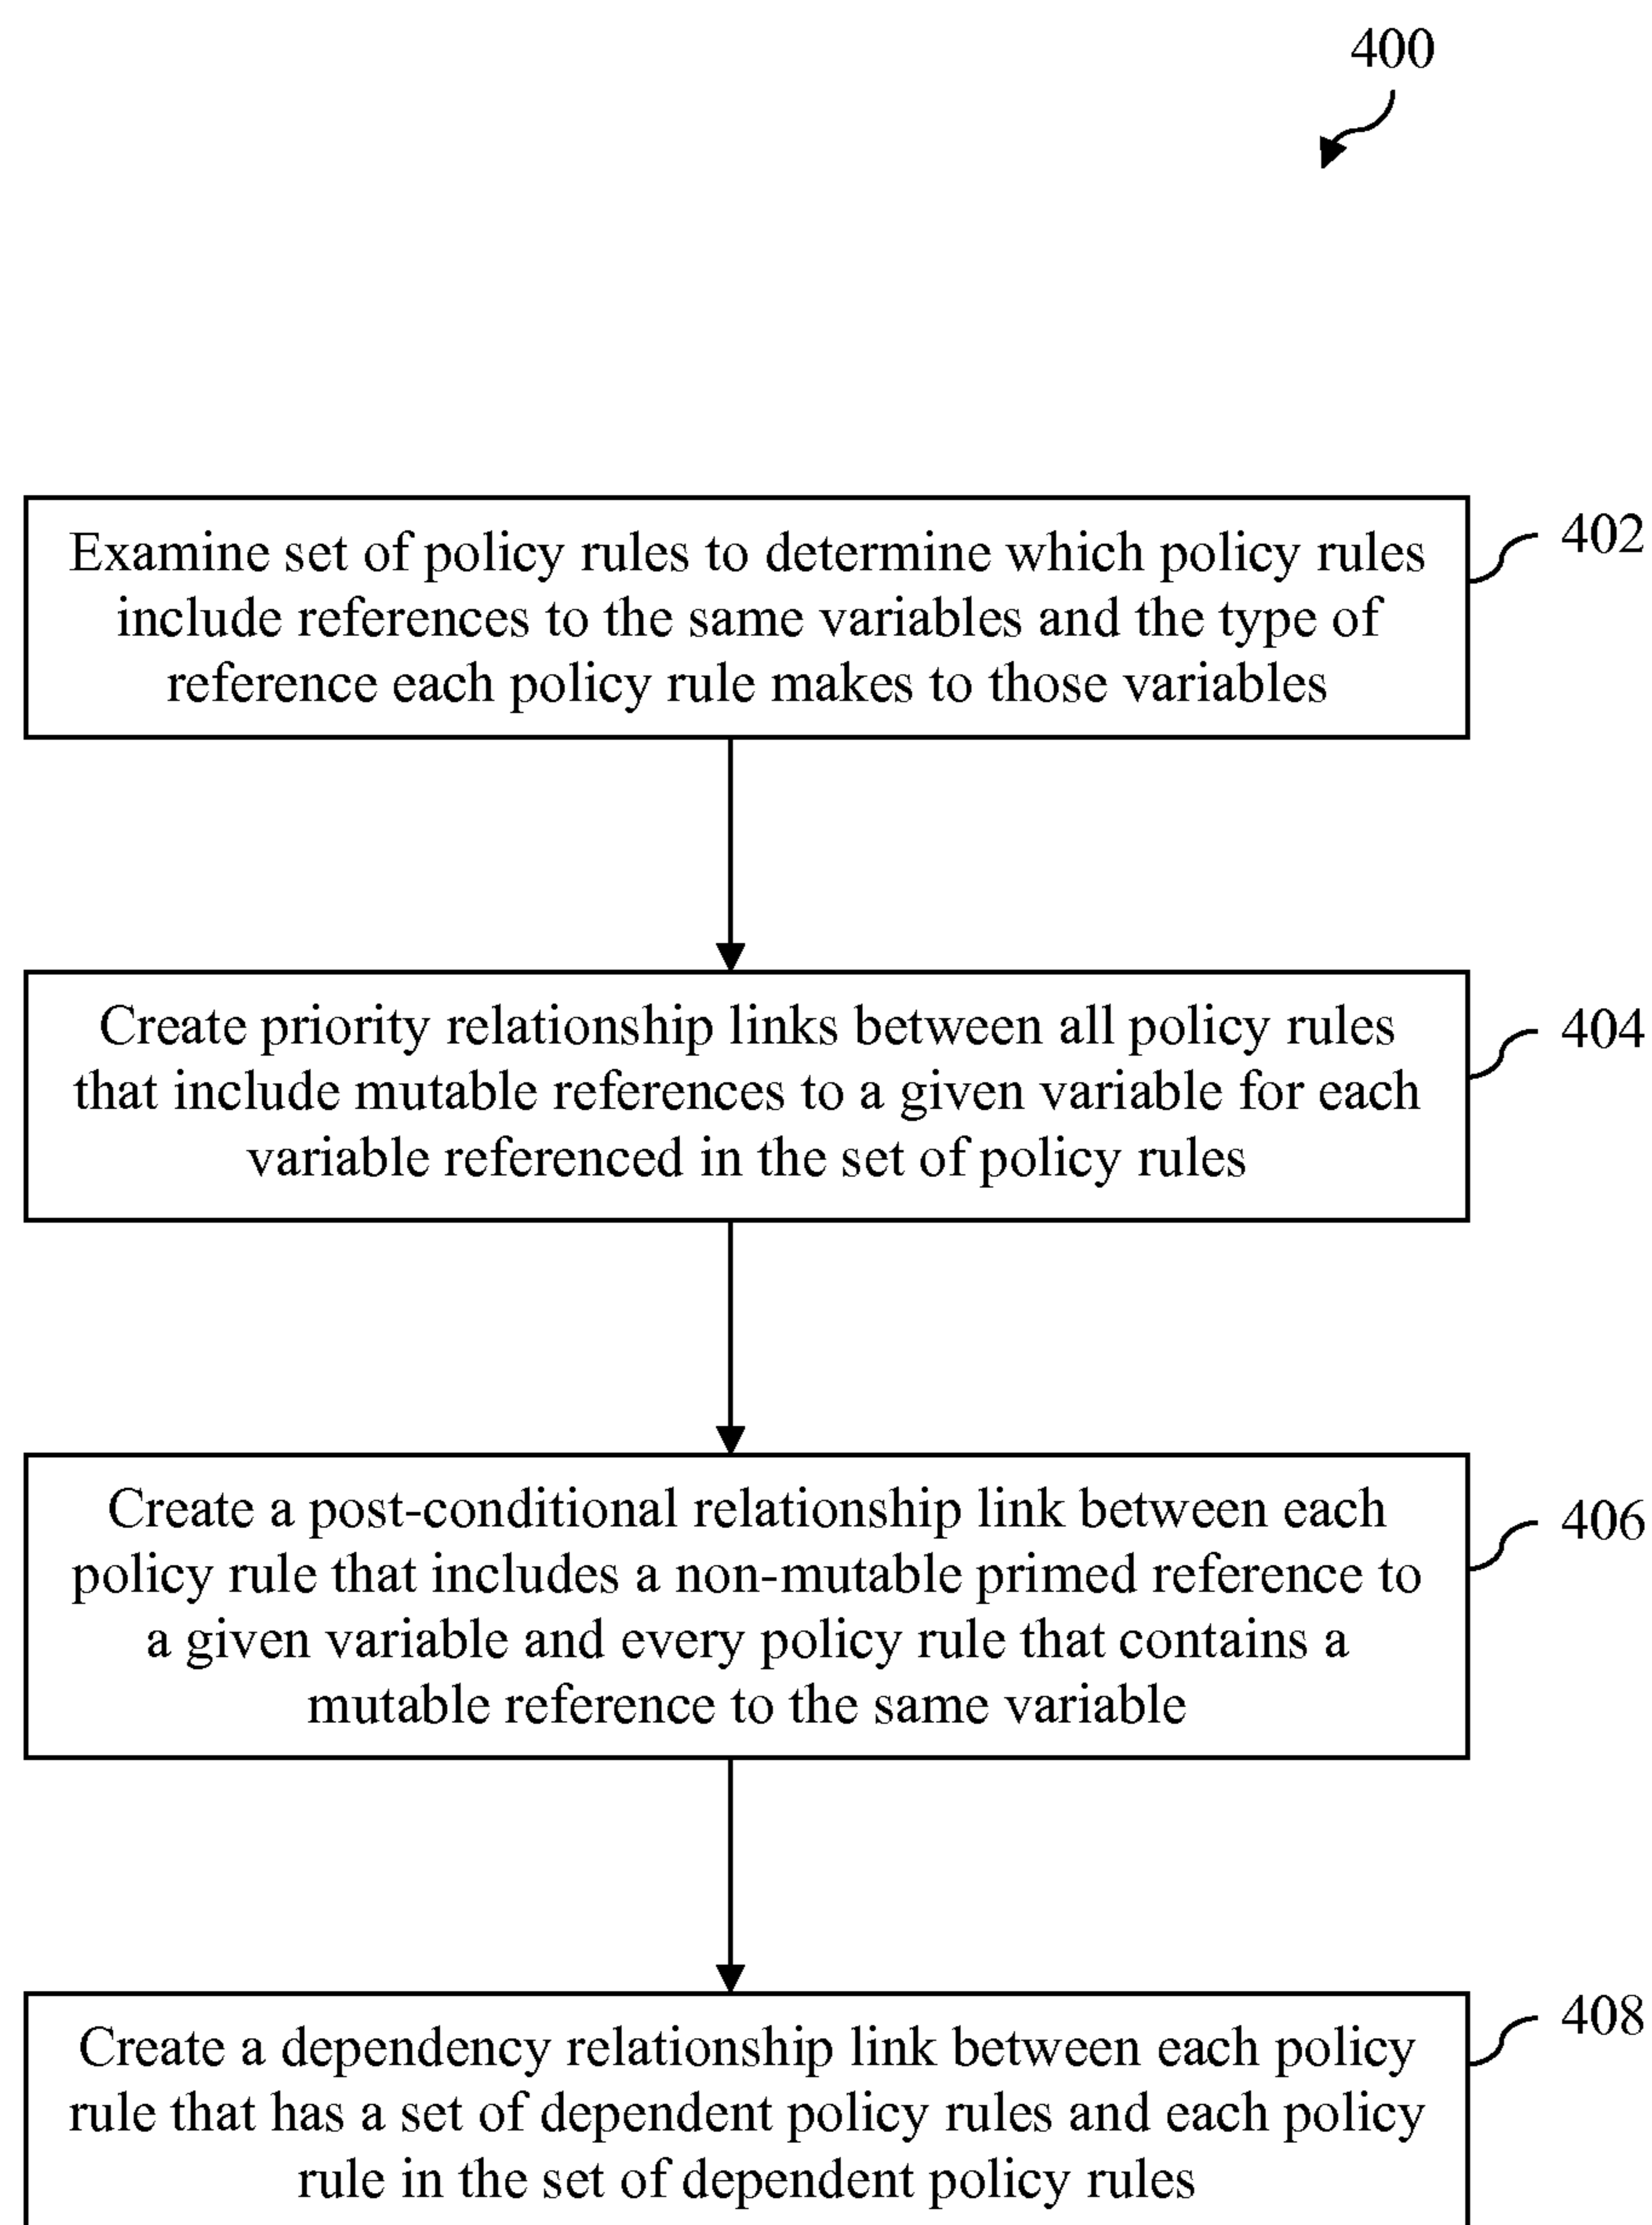 400
Examine set of policy rules to determine which policy rules
include references to the same variables and the type of
reference each policy rule makes to those variables
402
Create priority relationship links between all policy rules
that include mutable references to a given variable for each
variable referenced in the set of policy rules
404
Create a post-conditional relationship link between each
policy rule that includes a non-mutable primed reference to
a given variable and every policy rule that contains a
mutable reference to the same variable
406
Create a dependency relationship link between each policy
rule that has a set of dependent policy rules and each policy
rule in the set of dependent policy rules
408